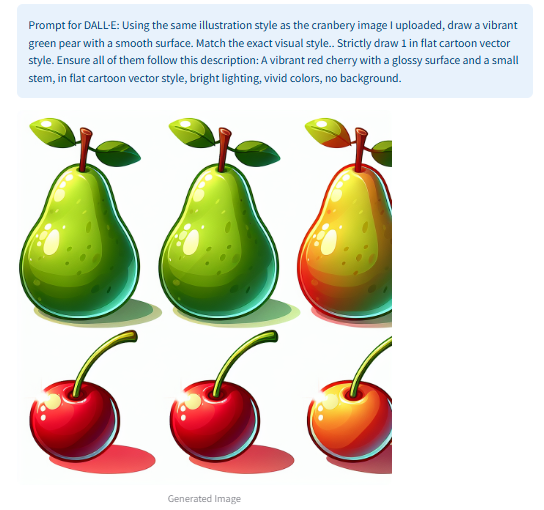 Prompt for DALL-E: Using the same illustration style as the cranbery image I uploaded, draw a vibrant
green pear with a smooth surface. Match the exact visual style.. Strictly draw 1 in flat cartoon vector
style. Ensure all of them follow this description: A vibrant red cherry with a glossy surface and a small
stem, in flat cartoon vector style, bright lighting, vivid colors, no background.
Generated Image